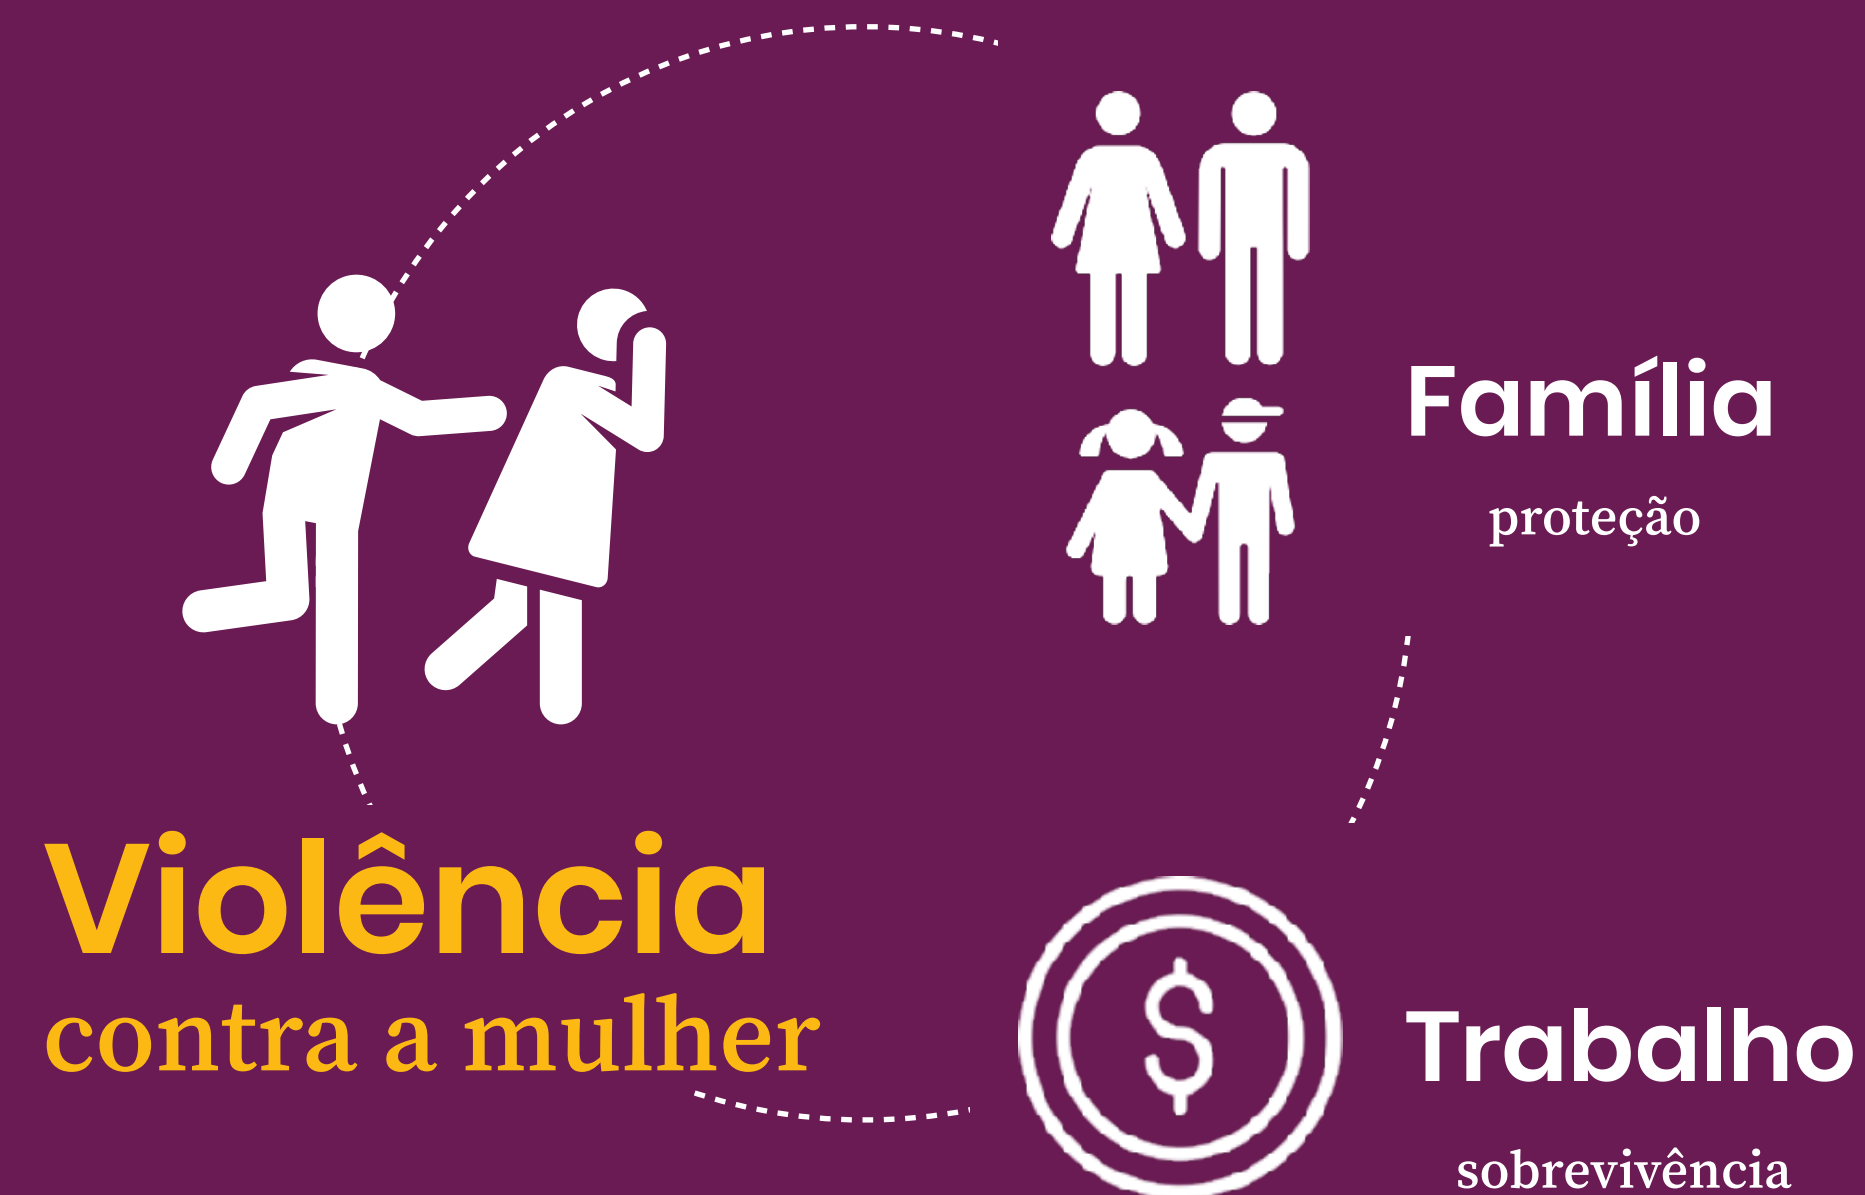 Família
proteção
Violência
contra a mulher
Trabalho
sobrevivência
$